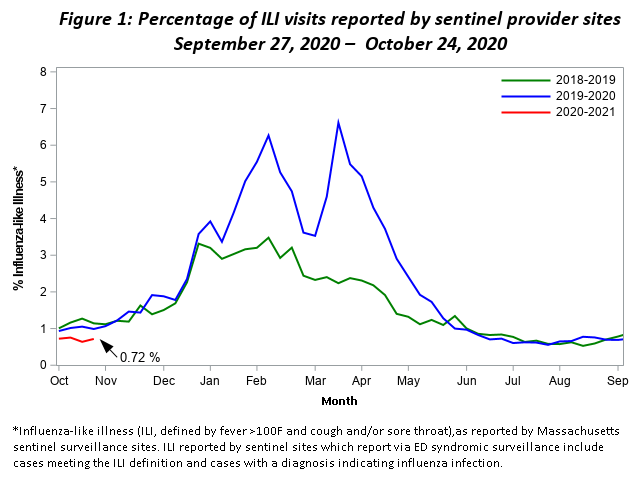 Figure 1: Percentage of ILI visits reported by sentinel provider sites
September 27, 2020 – October 24, 2020
8
7
6
5
4
3
2
1
0
% Influenza-like Illness*
2018-2019
2019-2020
2020-2021
0.72 %
Oct Nov Dec Jan Feb Mar Apr May Jun Jul Aug Sep
Month
*Influenza-like illness (ILI, defined by fever >100F and cough and/or sore throat),as reported by Massachusetts
sentinel surveillance sites. ILI reported by sentinel sites which report via ED syndromic surveillance include
cases meeting the ILI definition and cases with a diagnosis indicating influenza infection.